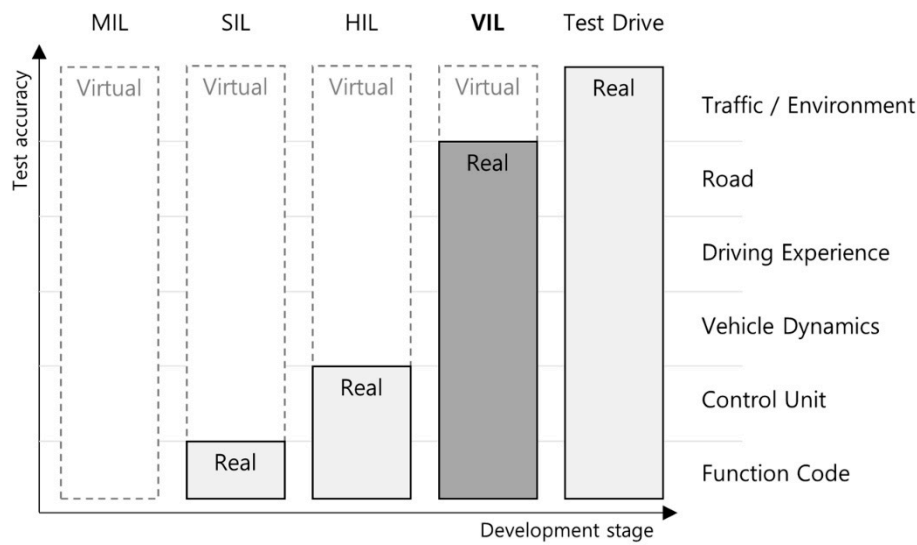 MIL SIL HIL VIL Test Drive
Test accuracy
Virtual Virtual Virtual Virtual Real
Traffic / Environment
Real
Road
Driving Experience
Vehicle Dynamics
Real
Control Unit
Real
Function Code
Development stage